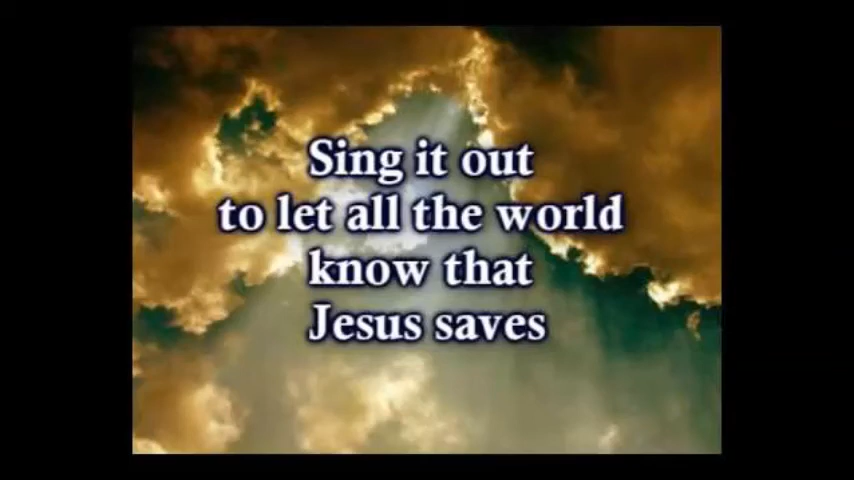 Sing it out
to let all the world
know that
Jesus saves